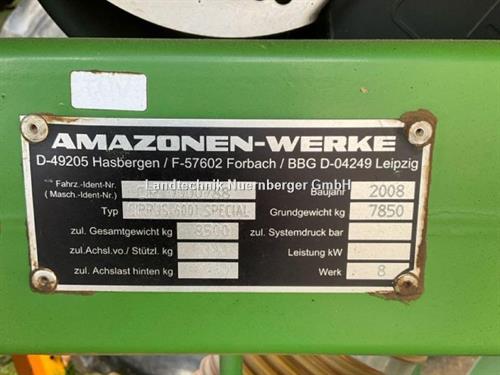 AMAZONEN-WERKE
D-49205 Hasbergen / F-57602 Forbach / BBG D-04249 Leipzig
Landtechnik Nuernberger GmbH
Fahrz.-Ident-Nr.
( Masch.-Ident-Nr.)
Baujahr 2008
Typ CIRRUS 6001 SPECIAL Grundgewicht kg 7850
zul. Gesamtgewicht kg 8500 zul. Systemdruck bar
zul. Achsl.vo./ Stützl. kg Leistung kW
zul. Achslast hinten kg Werk 8